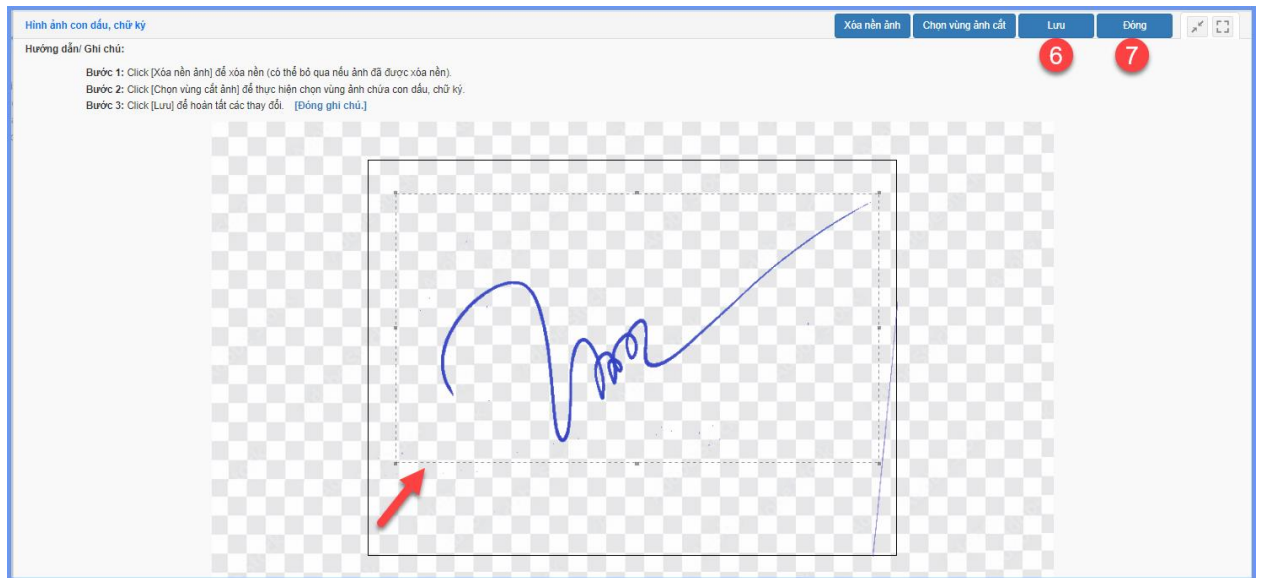 Hình ảnh con dấu, chữ ký
Xóa nền ảnh Chọn vùng ảnh cắt Lưu Đóng
6 7
Hướng dẫn/ Ghi chú:
Bước 1: Click [Xóa nền ảnh] để xóa nền (có thể bỏ qua nếu ảnh đã được xóa nền).
Bước 2: Click [Chọn vùng cắt ảnh] để thực hiện chọn vùng ảnh chứa con dấu, chữ ký.
Bước 3: Click [Lưu] để hoàn tất các thay đổi. [Đóng ghi chú.]